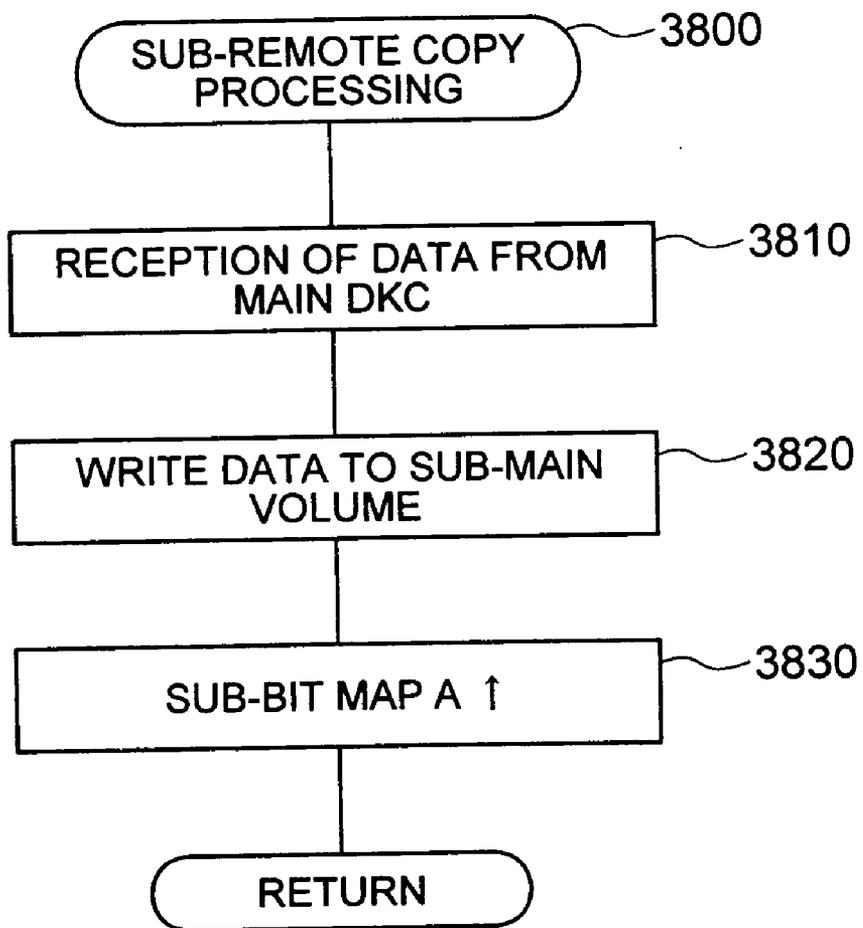 SUB-REMOTE COPY
PROCESSING
3800
RECEPTION OF DATA FROM
MAIN DKC
3810
WRITE DATA TO SUB-MAIN
VOLUME
3820
SUB-BIT MAP A ↑
3830
RETURN